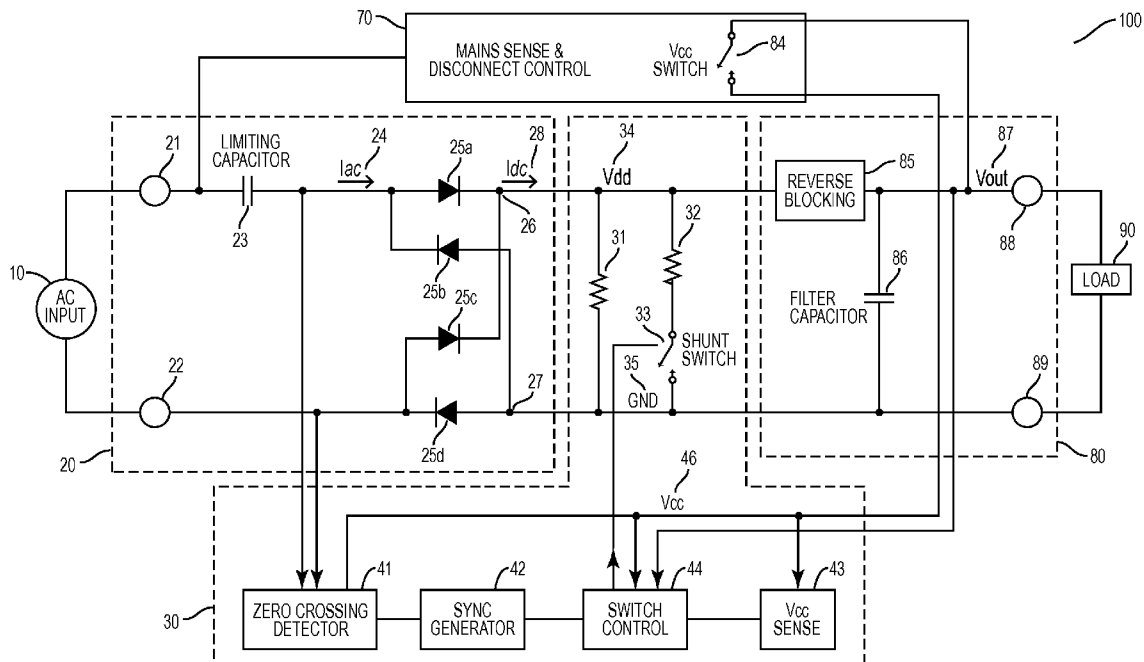 70
100
MAINS SENSE &
DISCONNECT CONTROL
Vcc
SWITCH
84
21
LIMITING
CAPACITOR
23
24
Iac
25a
28
Idc
26
34
Vdd
85
REVERSE
BLOCKING
87
Vout
88
10
AC
INPUT
25b
25c
31
32
86
FILTER
CAPACITOR
90
LOAD
22
33
SHUNT
SWITCH
35
GND
27
25d
89
20
80
46
Vcc
30
41
ZERO CROSSING
DETECTOR
42
SYNC
GENERATOR
44
SWITCH
CONTROL
43
Vcc
SENSE